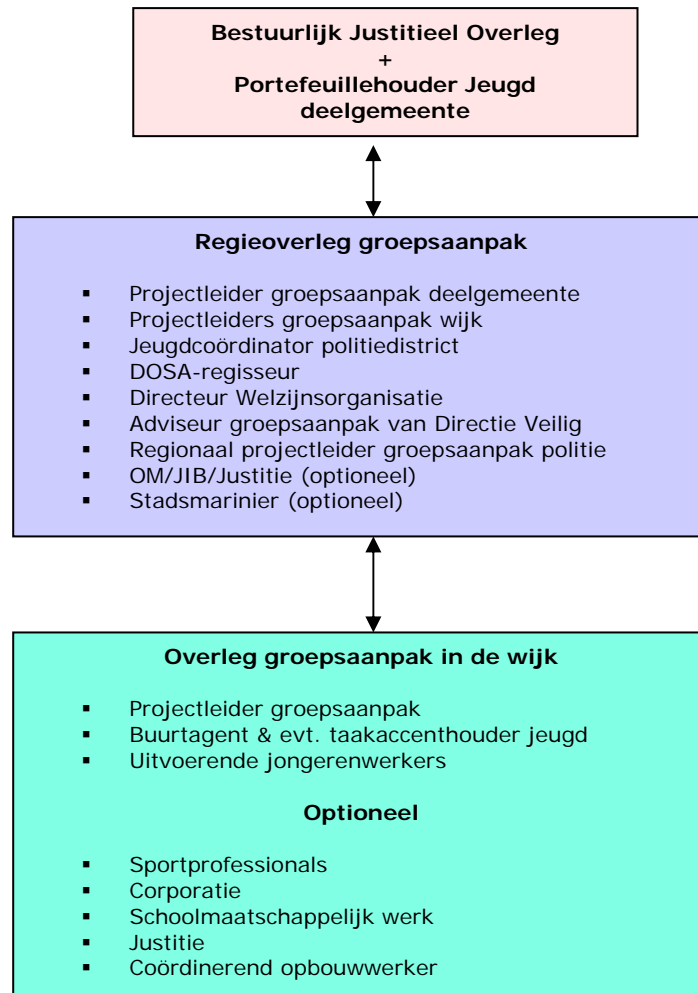 Bestuurlijk Justitieel Overleg
+
Portefeuillehouder Jeugd
deelgemeente
Regieoverleg groepsaanpak
▪ Projectleider groepsaanpak deelgemeente
▪ Projectleiders groepsaanpak wijk
▪ Jeugdcoördinator politiedistrict
▪ DOSA-regisseur
▪ Directeur Welzijnsorganisatie
▪ Adviseur groepsaanpak van Directie Veilig
▪ Regionaal projectleider groepsaanpak politie
▪ OM/JIB/Justitie (optioneel)
▪ Stadsmarinier (optioneel)
Overleg groepsaanpak in de wijk
▪ Projectleider groepsaanpak
▪ Buurtagent & evt. taakaccenthouder jeugd
▪ Uitvoerende jongerenwerkers
Optioneel
▪ Sportprofessionals
▪ Corporatie
▪ Schoolmaatschappelijk werk
▪ Justitie
▪ Coördinerend opbouwwerker